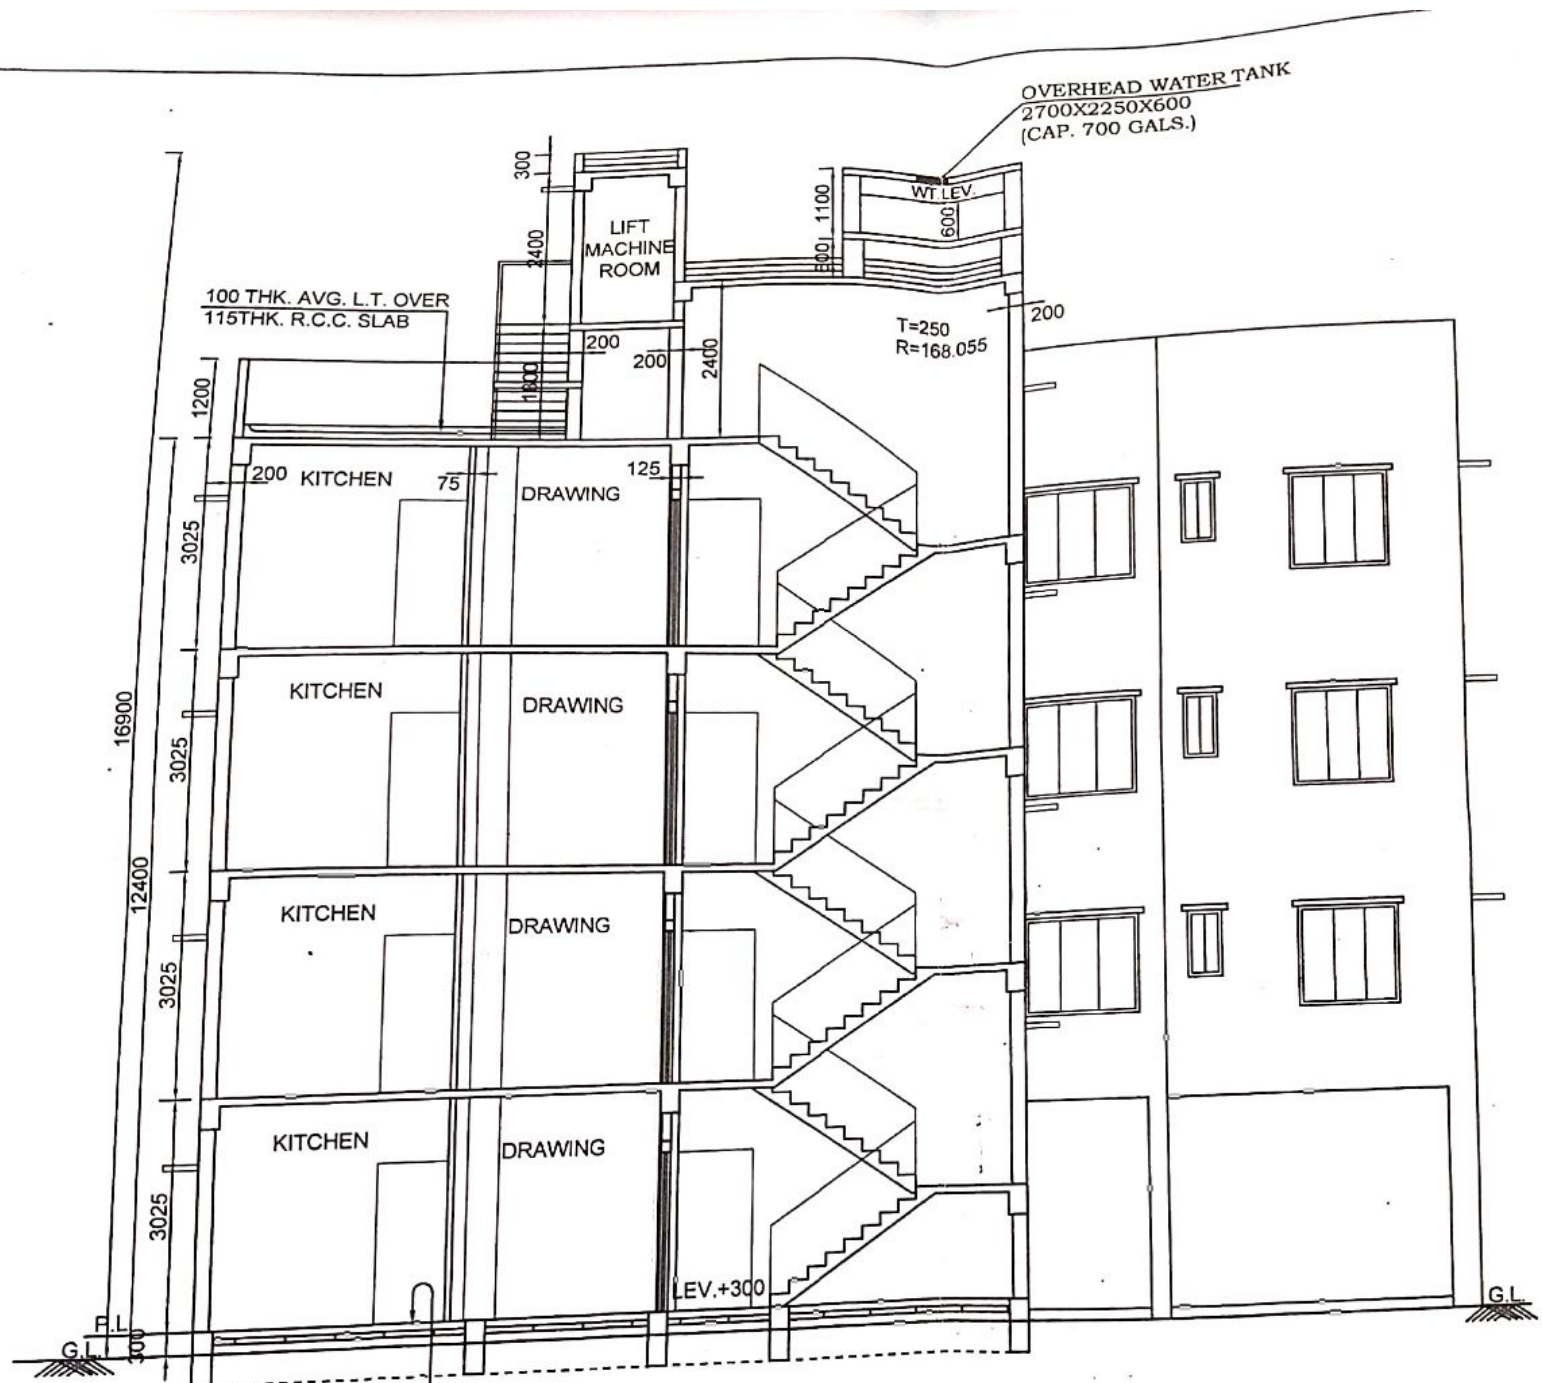 OVERHEAD WATER TANK
2700X2250X600
(CAP. 700 GALS.)
300
2400
LIFT
MACHINE
ROOM
1100
WT.LEV.
600
100 THK. AVG. L.T. OVER
115THK. R.C.C. SLAB
200
200
2400
T=250
R=168.055
200
1200
1800
200
KITCHEN
75
DRAWING
125
3025
KITCHEN
DRAWING
3025
16900
12400
KITCHEN
DRAWING
3025
KITCHEN
DRAWING
3025
LEV.+300
G.L.
P.L.
G.L.
300